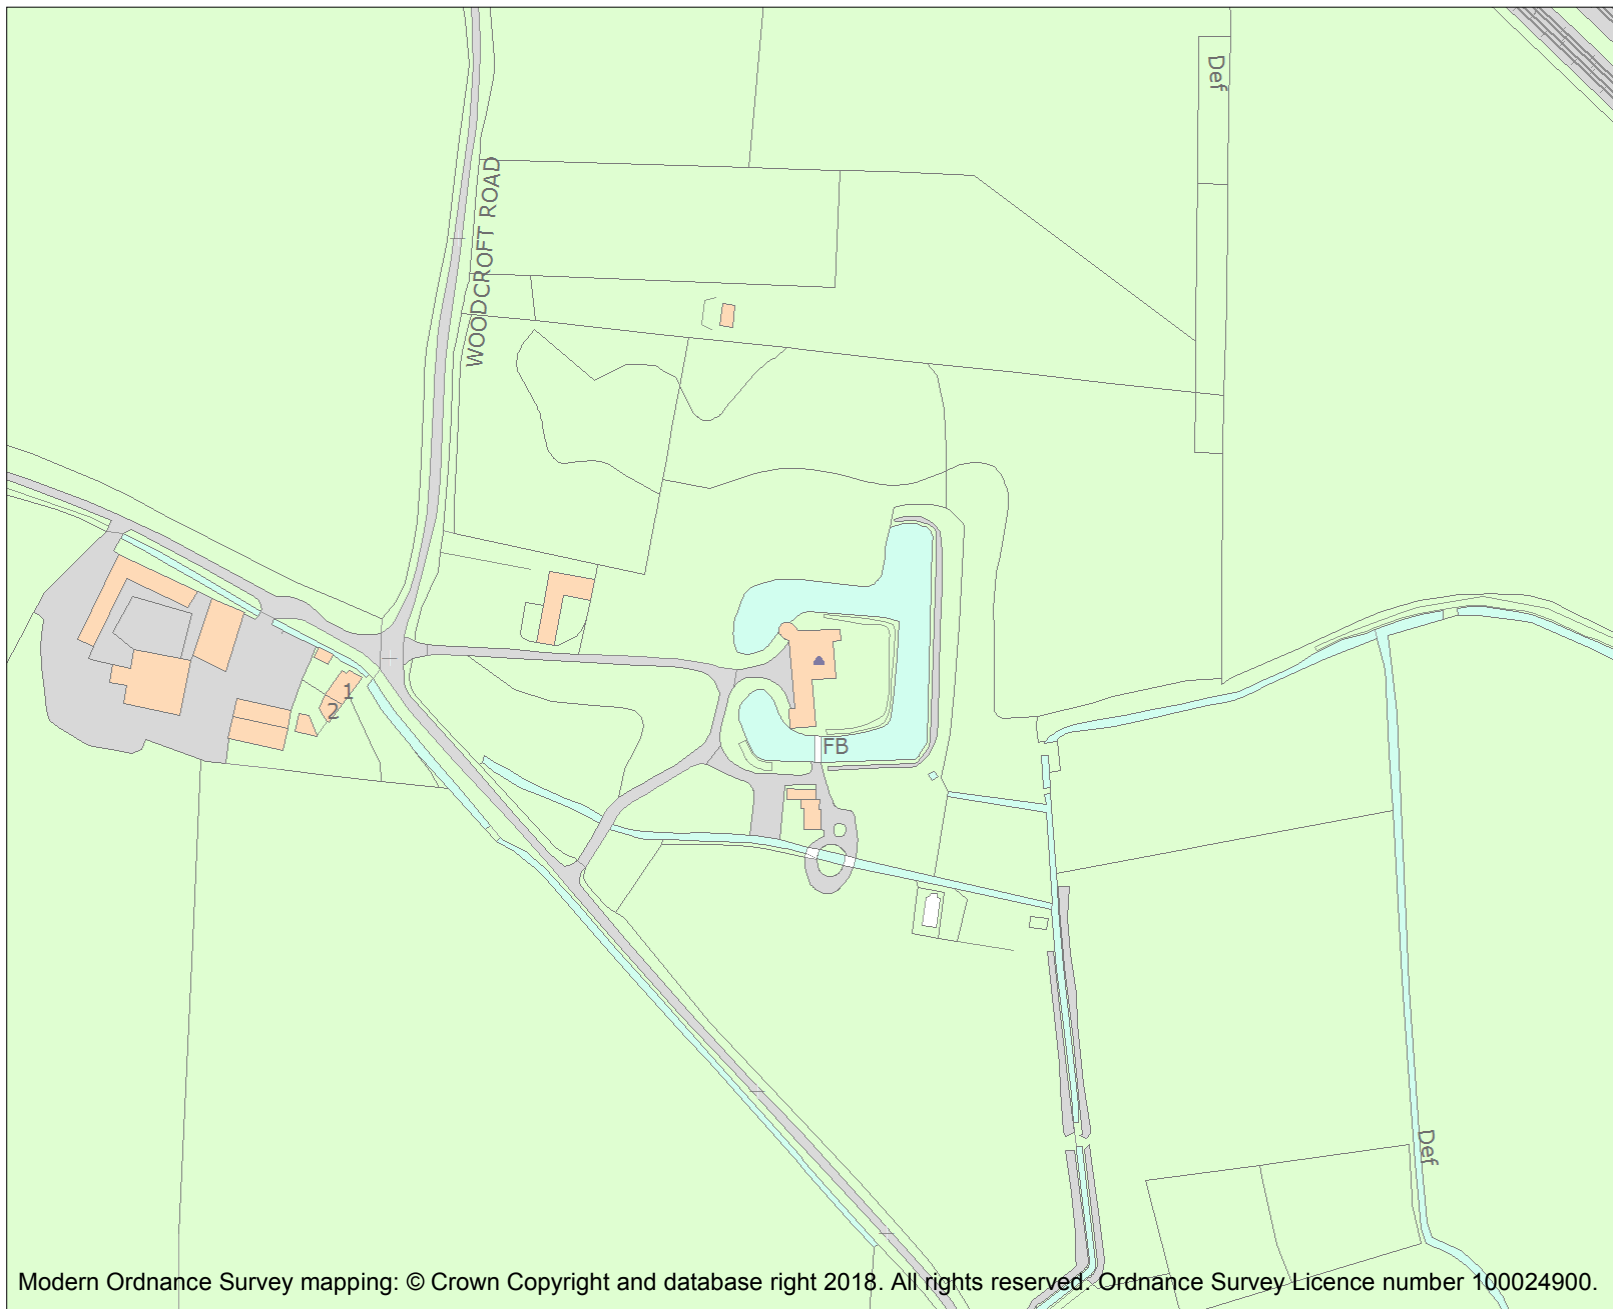 Def
WOODCROFT ROAD
1
2
FB
Def
Modern Ordnance Survey mapping: © Crown Copyright and database right 2018. All rights reserved. Ordnance Survey Licence number 100024900.